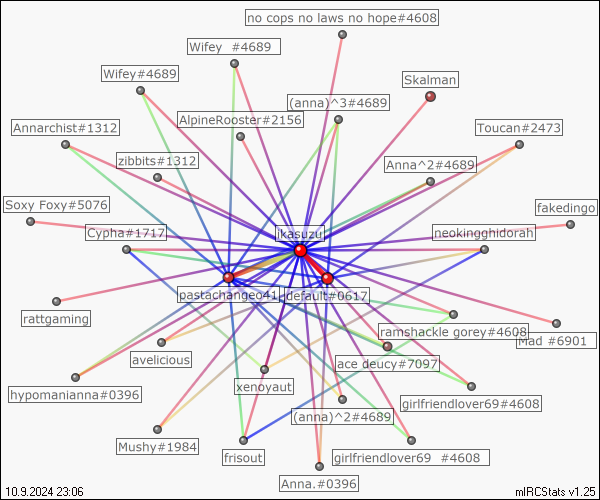 no cops no laws no hope#4608
Wifey  #4689
Wifey#4689
Skalman
(anna)^3#4689
AlpineRooster#2156
Annarchist#1312
Toucan#2473
zibbits#1312
Anna^2#4689
Soxy Foxy#5076
fakedingo
Cypha#1717
Ikasuzu
neokingghidorah
pastachangeo41
default#0612
rattgaming
ramshackle gorey#4608
Mad #6901
avelicious
ace deucy#7097
xenoyaut
hypomanianna#0396
girlfriendlover69#4608
(anna)^2#4689
Mushy#1984
frisout
girlfriendlover69  #4608
Anna.#0396
10.9.2024 23:06
mIRCStats v1.25